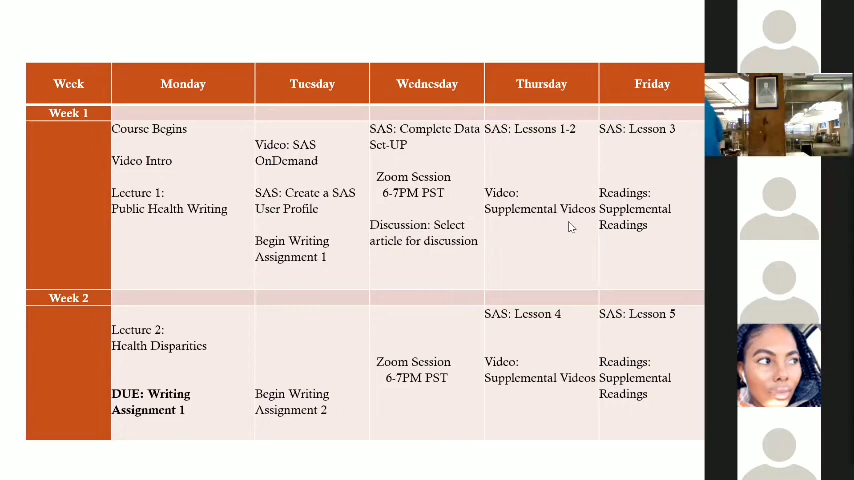 Week Monday Tuesday Wednesday Thursday Friday
Week 1
Course Begins
Video Intro
Lecture 1:
Public Health Writing
Video: SAS
OnDemand
SAS: Create a SAS
User Profile
Begin Writing
Assignment 1
SAS: Complete Data
Set-UP
Zoom Session
6-7PM PST
Discussion: Select
article for discussion
SAS: Lessons 1-2
Video:
Supplemental Videos
SAS: Lesson 3
Readings:
Supplemental
Readings
Week 2
Lecture 2:
Health Disparities
DUE: Writing
Assignment 1
Begin Writing
Assignment 2
Zoom Session
6-7PM PST
SAS: Lesson 4
Video:
Supplemental Videos
SAS: Lesson 5
Readings:
Supplemental
Readings